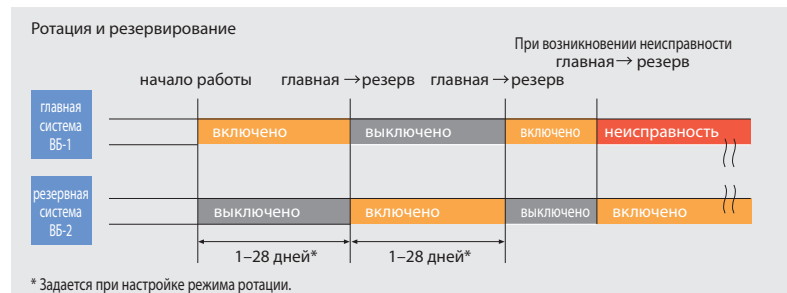 Ротация и резервирование
При возникновении неисправности
главная → резерв
начало работы
главная → резерв
главная → резерв
главная
система
ВБ-1
включено
выключено
включено
неисправность
резервная
система
ВБ-2
выключено
включено
выключено
включено
1–28 дней*
1–28 дней*
* Задается при настройке режима ротации.